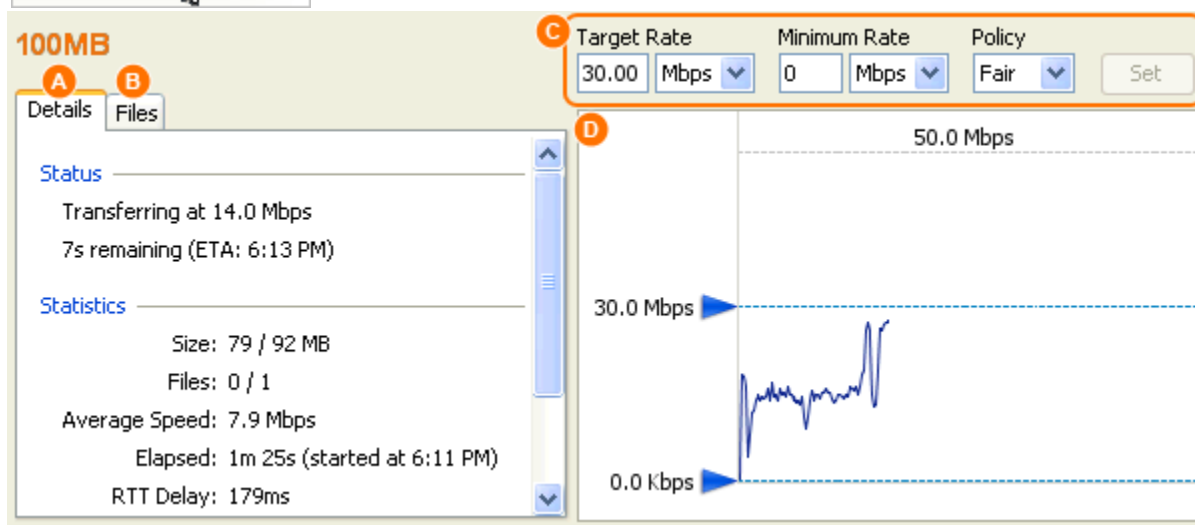 100MB
A B
Details Files
Status
Transferring at 14.0 Mbps
7s remaining (ETA: 6:13 PM)
Statistics
Size: 79 / 92 MB
Files: 0 / 1
Average Speed: 7.9 Mbps
Elapsed: 1m 25s (started at 6:11 PM)
RTT Delay: 179ms
C
Target Rate Minimum Rate Policy
30.00 Mbps 0 Mbps Fair Set
D
50.0 Mbps
30.0 Mbps
0.0 Kbps